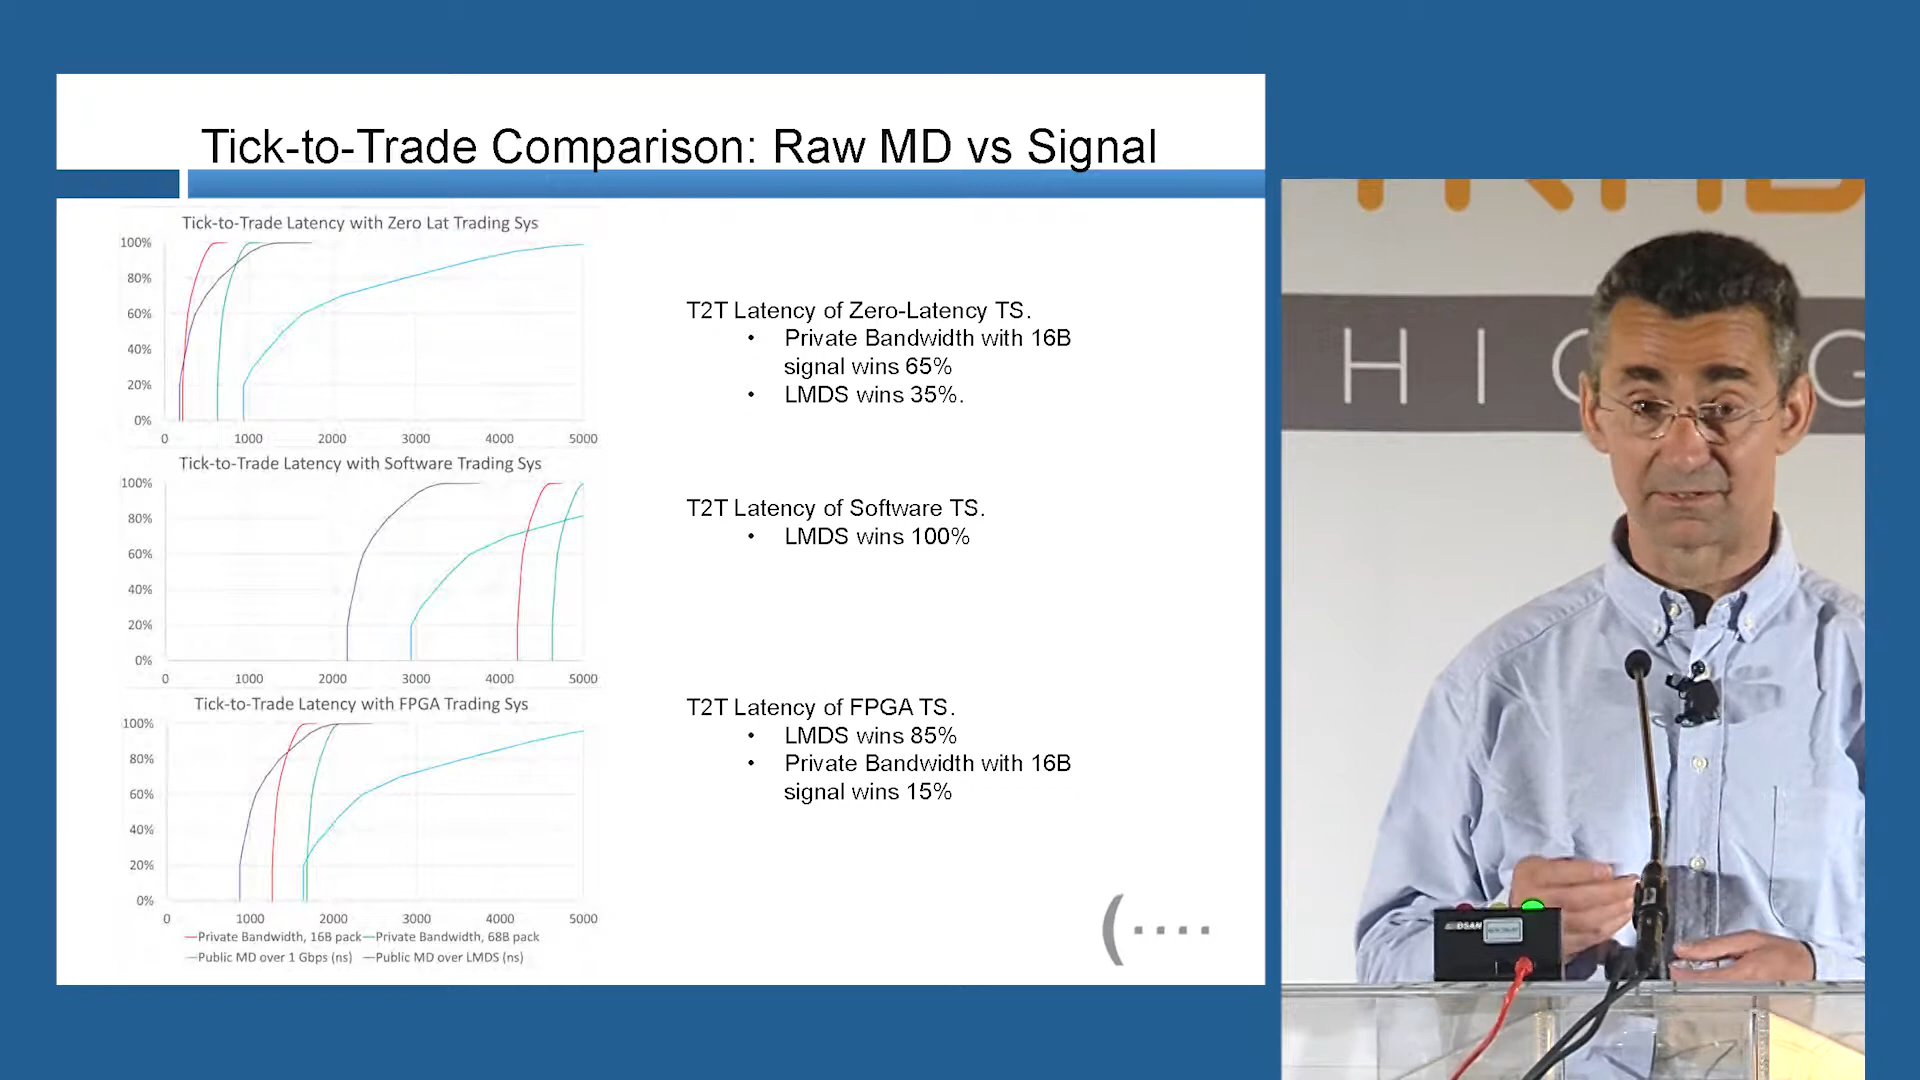 Tick-to-Trade Comparison: Raw MD vs Signal
Tick-to-Trade Latency with Zero Lat Trading Sys
100%
80%
60%
40%
20%
0%
0 1000 2000 3000 4000 5000
T2T Latency of Zero-Latency TS.
• Private Bandwidth with 16B
signal wins 65%
• LMDS wins 35%.
Tick-to-Trade Latency with Software Trading Sys
100%
80%
60%
40%
20%
0%
0 1000 2000 3000 4000 5000
T2T Latency of Software TS.
• LMDS wins 100%
Tick-to-Trade Latency with FPGA Trading Sys
100%
80%
60%
40%
20%
0%
0 1000 2000 3000 4000 5000
Private Bandwidth, 16B pack Private Bandwidth, 68B pack
Public MD over 1 Gbps (ns) Public MD over LMDS (ns)
T2T Latency of FPGA TS.
• LMDS wins 85%
• Private Bandwidth with 16B
signal wins 15%
DSAN